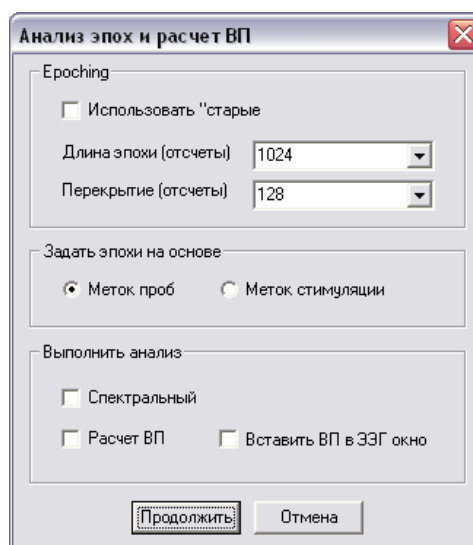 Анализ эпох и расчет ВП
Epoching
Использовать "старые
Длина эпохи (отсчеты) 1024
Перекрытие (отсчеты) 128
Задать эпохи на основе
Меток проб Меток стимуляции
Выполнить анализ
Спектральный
Расчет ВП Вставить ВП в ЭЭГ окно
Продолжить Отмена